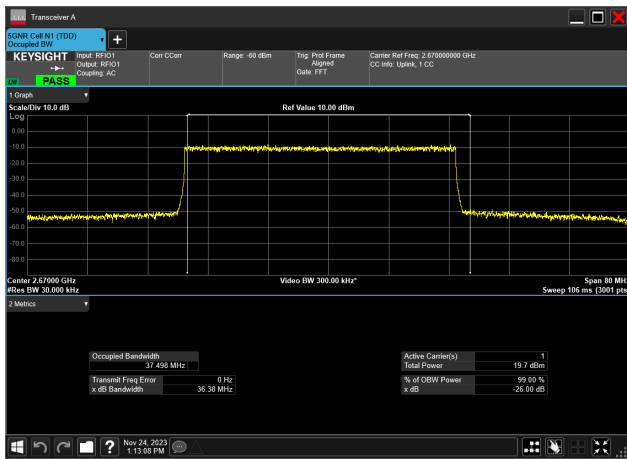 Transceiver A
5GNR Cell N1 (TDD)
Occupied BW
KEYSIGHT
LXI
PASS
Input: RFIO1
Output: RFIO1
Coupling: AC
Corr CCorr
Range: -60 dBm
Trig: Prot Frame
Aligned
Gate: FFT
Carrier Ref Freq: 2.670000000 GHz
CC Info: Uplink, 1 CC
1 Graph
Scale/Div 10.0 dB
Ref Value 10.00 dBm
Log
0.00
-10.0
-20.0
-30.0
-40.0
-50.0
-60.0
-70.0
-80.0
Center 2.67000 GHz
Video BW 300.00 kHz*
Span 80 MH
#Res BW 30.000 kHz
Sweep 106 ms (3001 pts
2 Metrics
Occupied Bandwidth
37.498 MHz
Transmit Freq Error 0 Hz
x dB Bandwidth 36.38 MHz
Active Carrier(s) 1
Total Power 19.7 dBm
% of OBW Power 99.00 %
x dB -26.00 dB
?
Nov 24, 2023
1:13:08 PM